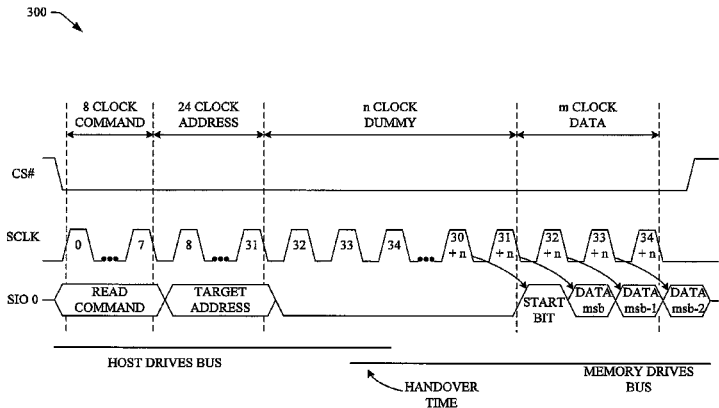 300
8 CLOCK
COMMAND
24 CLOCK
ADDRESS
n CLOCK
DUMMY
m CLOCK
DATA
CS#
SCLK
0
●●●
7
8
●●●
31
32
33
34
●●●
30
+ n
31
+ n
32
+ n
33
+ n
34
+ n
SIO 0
READ
COMMAND
TARGET
ADDRESS
START
BIT
DATA
msb
DATA
msb-1
DATA
msb-2
HOST DRIVES BUS
HANDOVER
TIME
MEMORY DRIVES
BUS